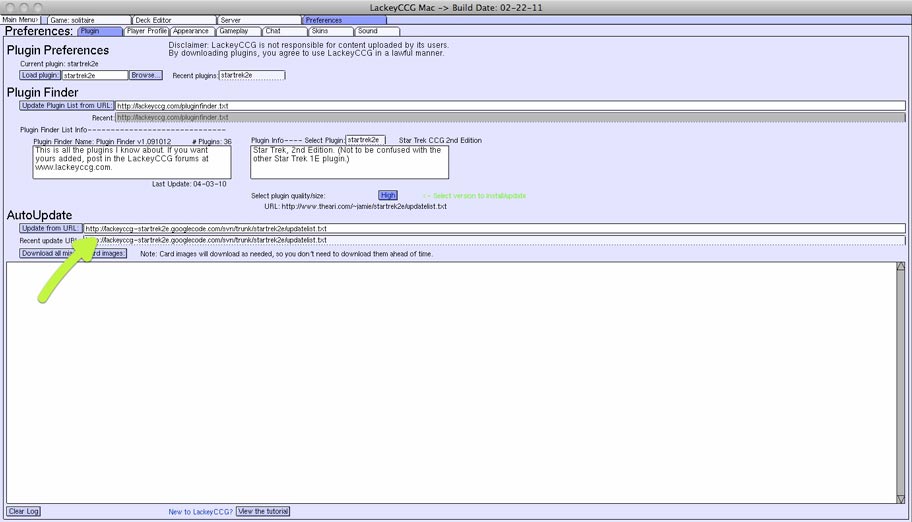 LackeyCCG Mac -> Build Date: 02-22-11
Main Menu> Game: solitaire Deck Editor Server Preferences
Preferences: Plugin Player Profile Appearance Gameplay Chat Skins Sound
Plugin Preferences
Disclaimer: LackeyCCG is not responsible for content uploaded by its users.
By downloading plugins, you agree to use LackeyCCG in a lawful manner.
Current plugin: startrek2e
Load plugin: startrek2e Browse... Recent plugins: startrek2e
Plugin Finder
Update Plugin List from URL: http://lackeyccg.com/pluginfinder.txt
Recent: http://lackeyccg.com/pluginfinder.txt
Plugin Finder List Info------------------------------
Plugin Finder Name: Plugin Finder v1.091012 # Plugins: 36
This is all the plugins I know about. If you want
yours added, post in the LackeyCCG forums at
www.lackeyccg.com.
Last Update: 04-03-10
Plugin Info---- Select Plugin: startrek2e Star Trek CCG 2nd Edition
Star Trek, 2nd Edition. (Not to be confused with the
other Star Trek 1E plugin.)
Select plugin quality/size: High <- Select version to install/update
URL: http://www.theari.com/~jamie/startrek2e/updatelist.txt
AutoUpdate
Update from URL: http://lackeyccg-startrek2e.googlecode.com/svn/trunk/startrek2e/updatelist.txt
Recent update URL: http://lackeyccg-startrek2e.googlecode.com/svn/trunk/startrek2e/updatelist.txt
Download all card images: Note: Card images will download as needed, so you don't need to download them ahead of time.
Clear Log New to LackeyCCG? View the tutorial